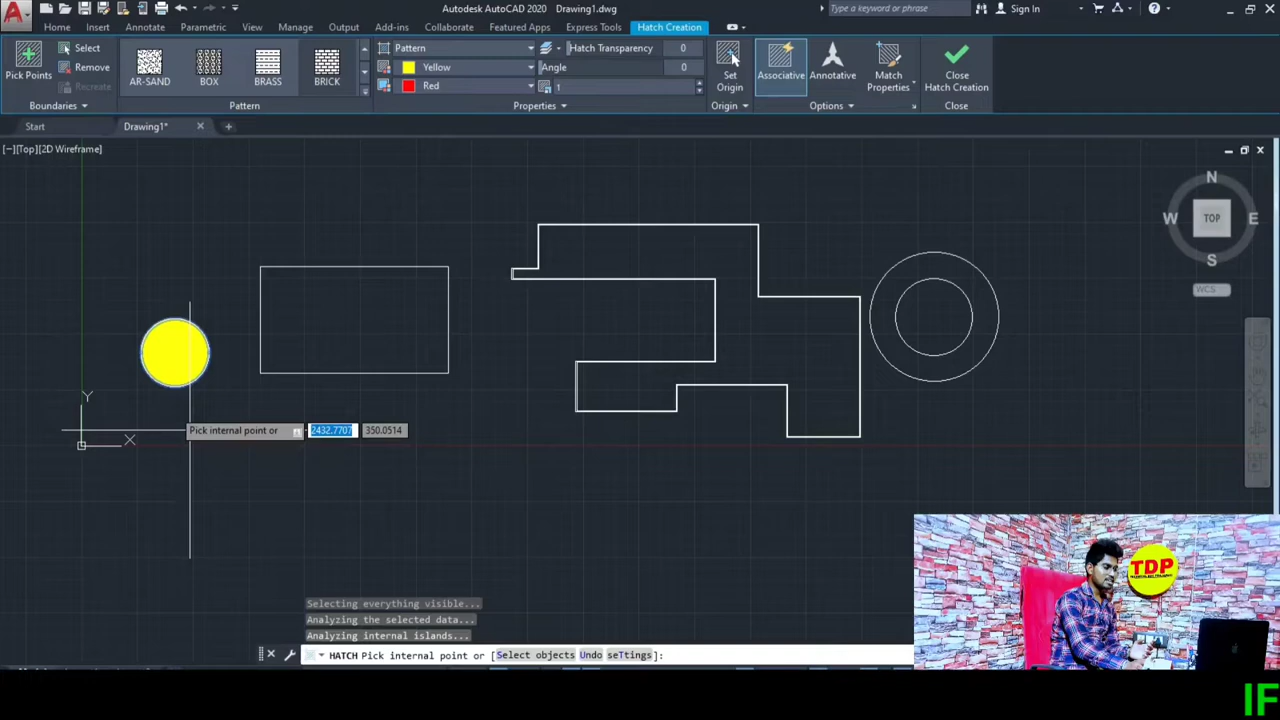 Autodesk AutoCAD 2020 Drawing1.dwg
Type a keyword or phrase
Sign In
Home Insert Annotate Parametric View Manage Output Add-ins Collaborate Featured Apps Express Tools Hatch Creation
Pick Points
Select
Remove
Recreate
Boundaries
AR-SAND
BOX
BRASS
BRICK
Pattern
Pattern
Yellow
Red
Hatch Transparency 0
Angle 0
1
Properties
Set
Origin
Origin
Associative
Annotative
Match
Properties
Options
Close
Hatch Creation
Close
Start
Drawing1*
[−][Top][2D Wireframe]
N
W
TOP
E
S
WCS
Y
X
Pick internal point or
2432.7707
350.0514
Selecting everything visible...
Analyzing the selected data...
Analyzing internal islands...
HATCH Pick internal point or [Select objects Undo seTtings]:
TDP
IF